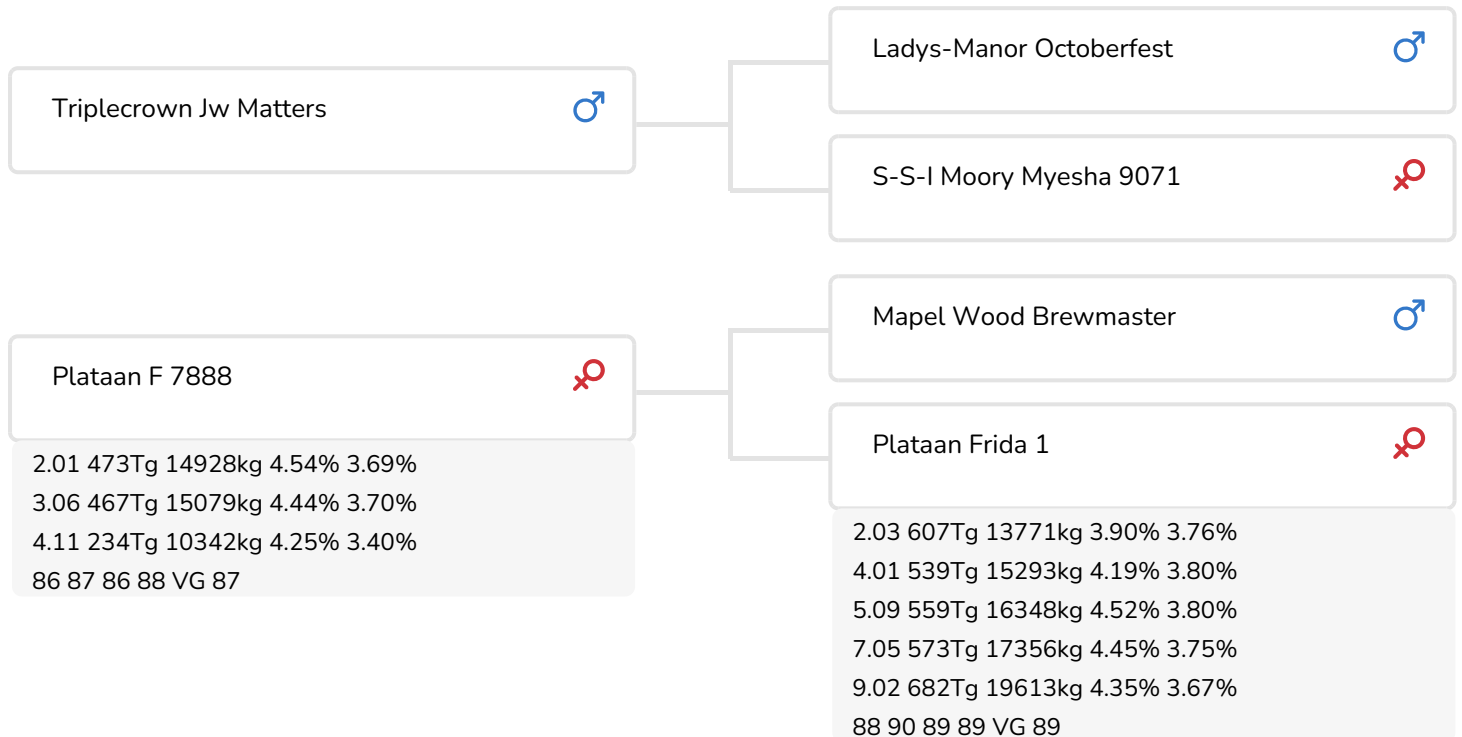 Triplecrown Jw Matters
Ladys-Manor Octoberfest
S-S-I Moory Myesha 9071
Plataan F 7888
2.01 473Tg 14928kg 4.54% 3.69%
3.06 467Tg 15079kg 4.44% 3.70%
4.11 234Tg 10342kg 4.25% 3.40%
86 87 86 88 VG 87
Mapel Wood Brewmaster
Plataan Frida 1
2.03 607Tg 13771kg 3.90% 3.76%
4.01 539Tg 15293kg 4.19% 3.80%
5.09 559Tg 16348kg 4.52% 3.80%
7.05 573Tg 17356kg 4.45% 3.75%
9.02 682Tg 19613kg 4.35% 3.67%
88 90 89 89 VG 89